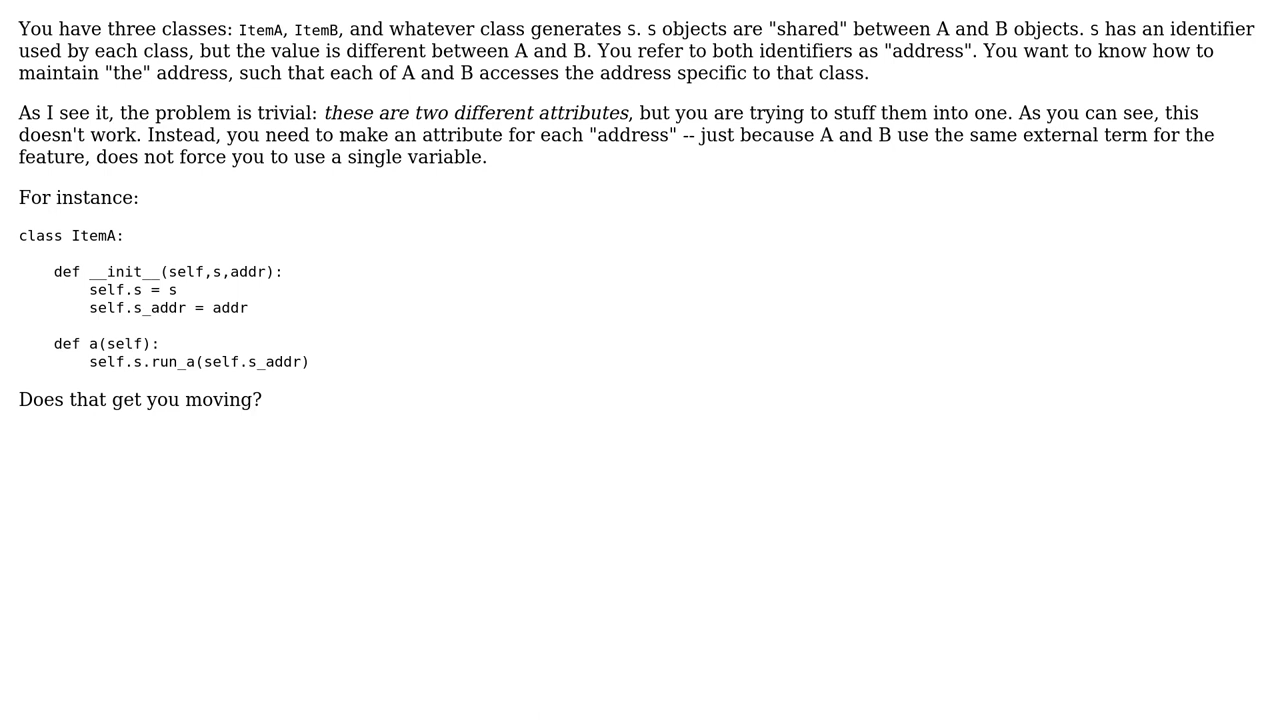 You have three classes: ItemA, ItemB, and whatever class generates S. S objects are "shared" between A and B objects. S has an identifier
used by each class, but the value is different between A and B. You refer to both identifiers as "address". You want to know how to
maintain "the" address, such that each of A and B accesses the address specific to that class.
As I see it, the problem is trivial: these are two different attributes, but you are trying to stuff them into one. As you can see, this
doesn't work. Instead, you need to make an attribute for each "address" -- just because A and B use the same external term for the
feature, does not force you to use a single variable.
For instance:
class ItemA:
    def __init__(self,s,addr):
        self.s = s
        self.s_addr = addr
    def a(self):
        self.s.run_a(self.s_addr)
Does that get you moving?